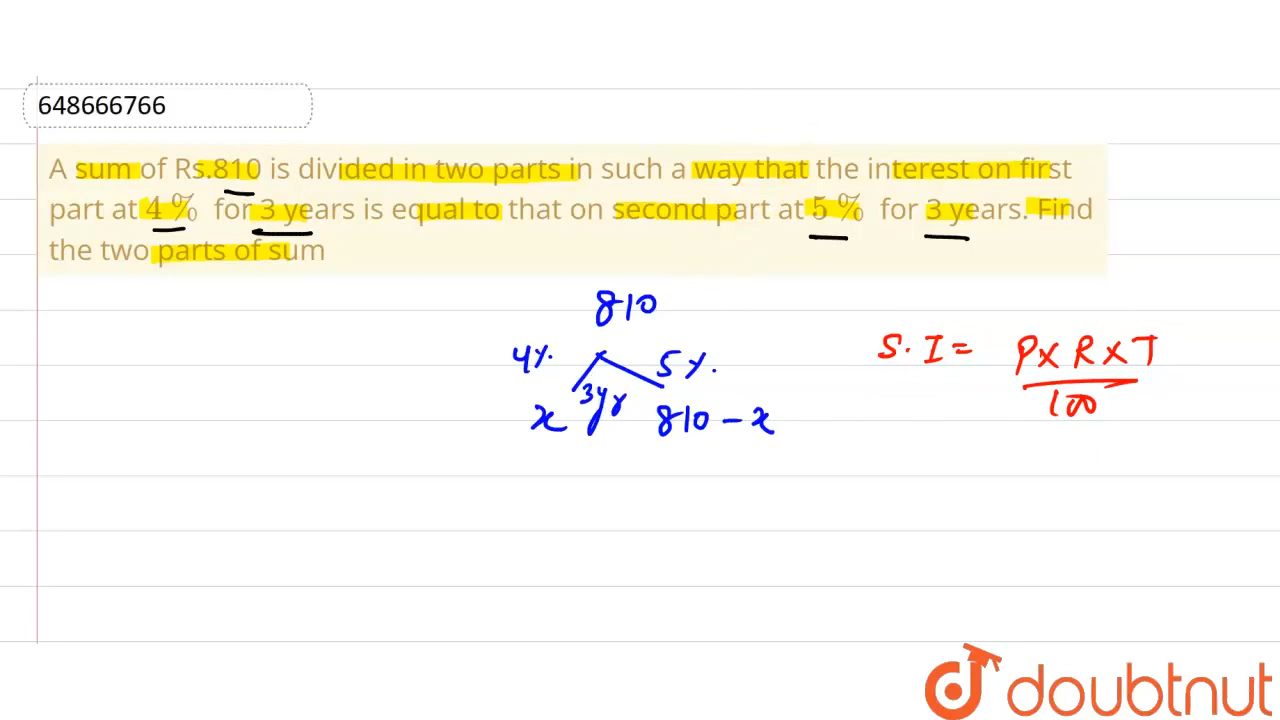 648666766
A sum of Rs.810 is divided in two parts in such a way that the interest on first
part at 4 % for 3 years is equal to that on second part at 5 % for 3 years. Find
the two parts of sum
810
4%. 5 %.
3yr
x 810 - x
S.I = P x R x T
100
doubtnut